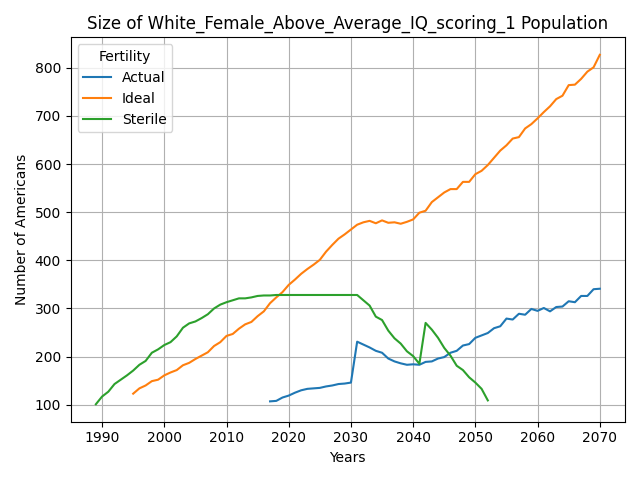 Size of White_Female_Above_Average_IQ_scoring_1 Population
Fertility
Actual
Ideal
Sterile
800
700
600
500
400
300
200
100
Number of Americans
1990 2000 2010 2020 2030 2040 2050 2060 2070
Years